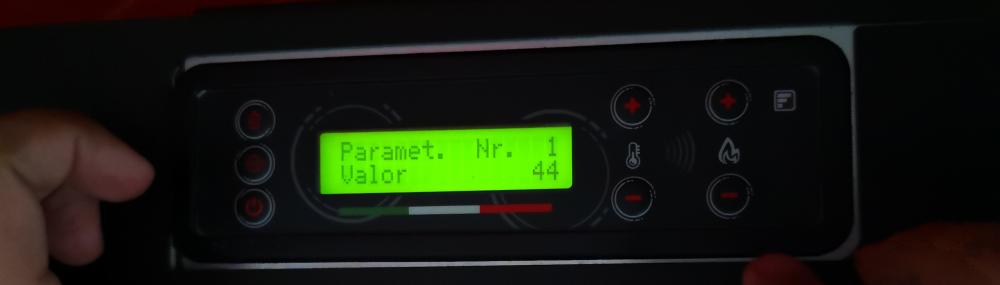 Paramet. Nr. 1
Valor 44